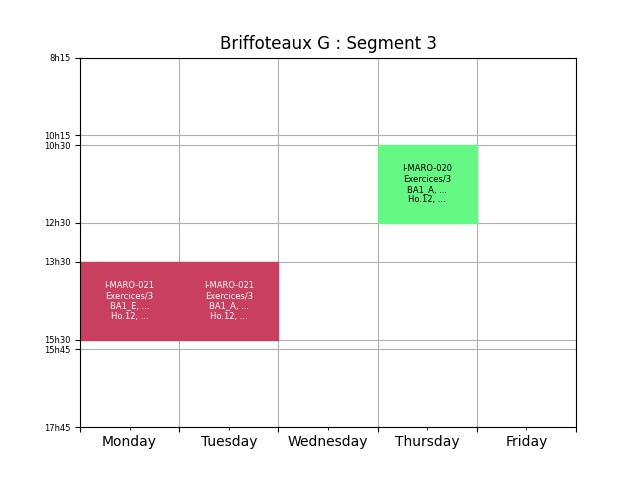 Briffoteaux G : Segment 3
8h15
10h15
10h30
I-MARO-020
Exercices/3
BA1_A, ...
Ho.12, ...
12h30
13h30
I-MARO-021
Exercices/3
BA1_E, ...
Ho.12, ...
I-MARO-021
Exercices/3
BA1_A, ...
Ho.12, ...
15h30
15h45
17h45
Monday Tuesday Wednesday Thursday Friday